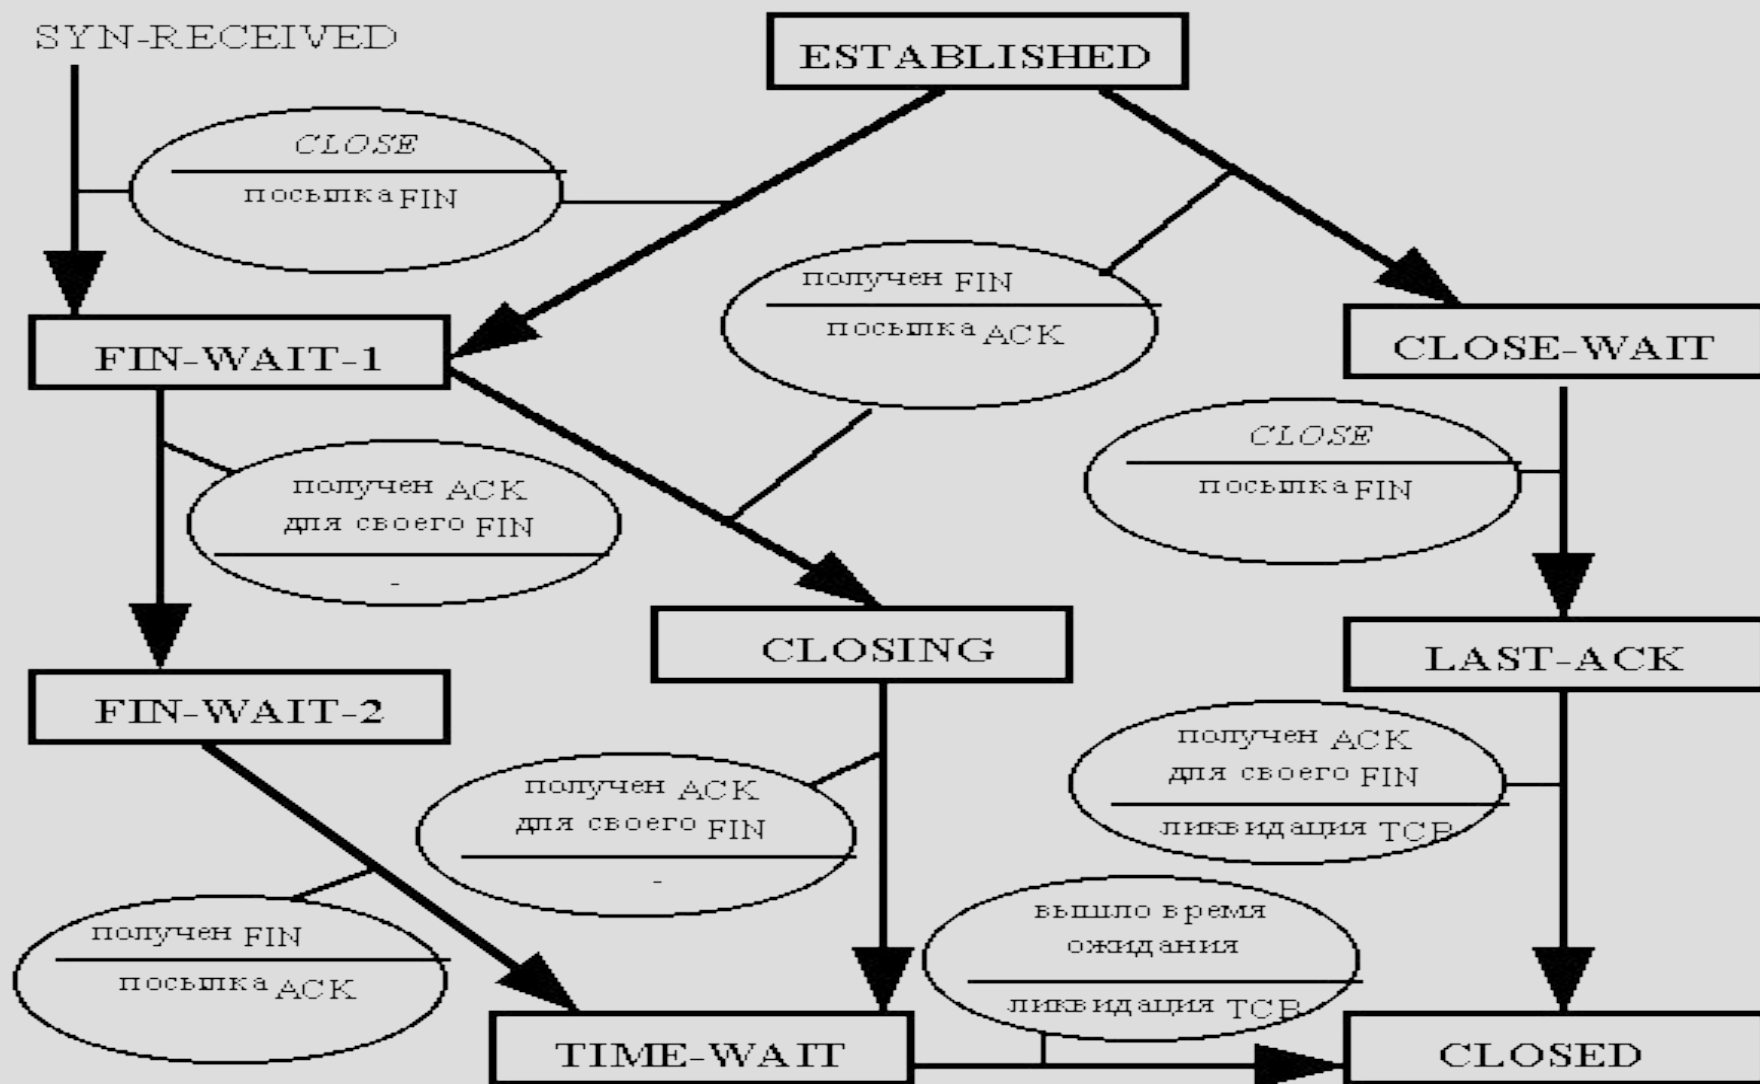 SYN-RECEIVED
ESTABLISHED
CLOSE
посылка FIN
получен FIN
посылка ACK
FIN-WAIT-1
CLOSE-WAIT
CLOSE
посылка FIN
получен ACK
для своего FIN
-
CLOSING
LAST-ACK
FIN-WAIT-2
получен ACK
для своего FIN
ликвидация TCB
получен ACK
для своего FIN
-
вышло время
ожидания
ликвидация TCB
получен FIN
посылка ACK
TIME-WAIT
CLOSED